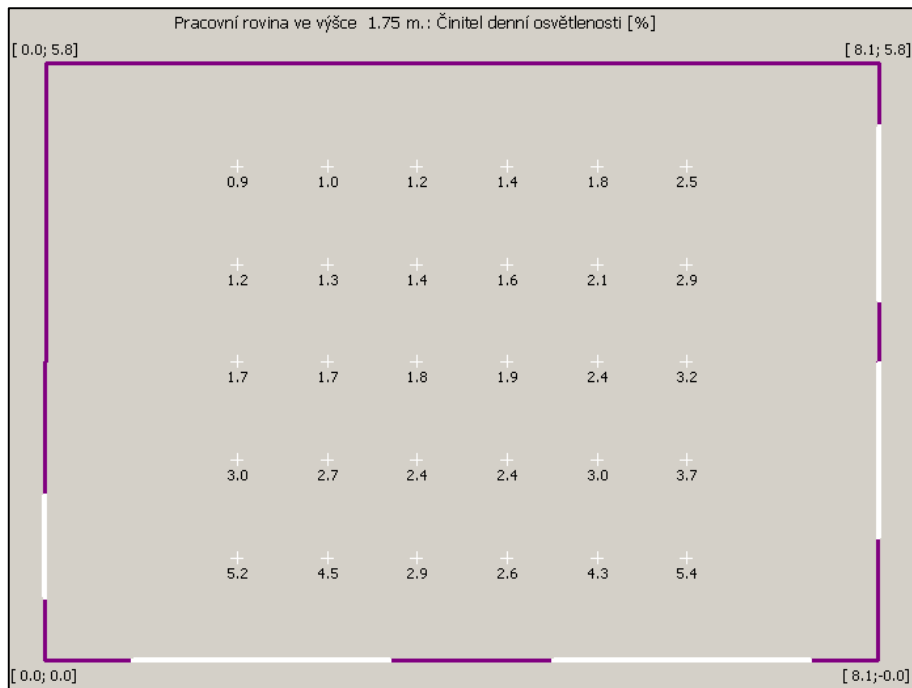 Pracovní rovina ve výšce 1.75 m.: Činitel denní osvětlenosti [%]
[ 0.0; 5.8] [ 8.1; 5.8]
0.9 1.0 1.2 1.4 1.8 2.5
1.2 1.3 1.4 1.6 2.1 2.9
1.7 1.7 1.8 1.9 2.4 3.2
3.0 2.7 2.4 2.4 3.0 3.7
5.2 4.5 2.9 2.6 4.3 5.4
[ 0.0; 0.0] [ 8.1;-0.0]